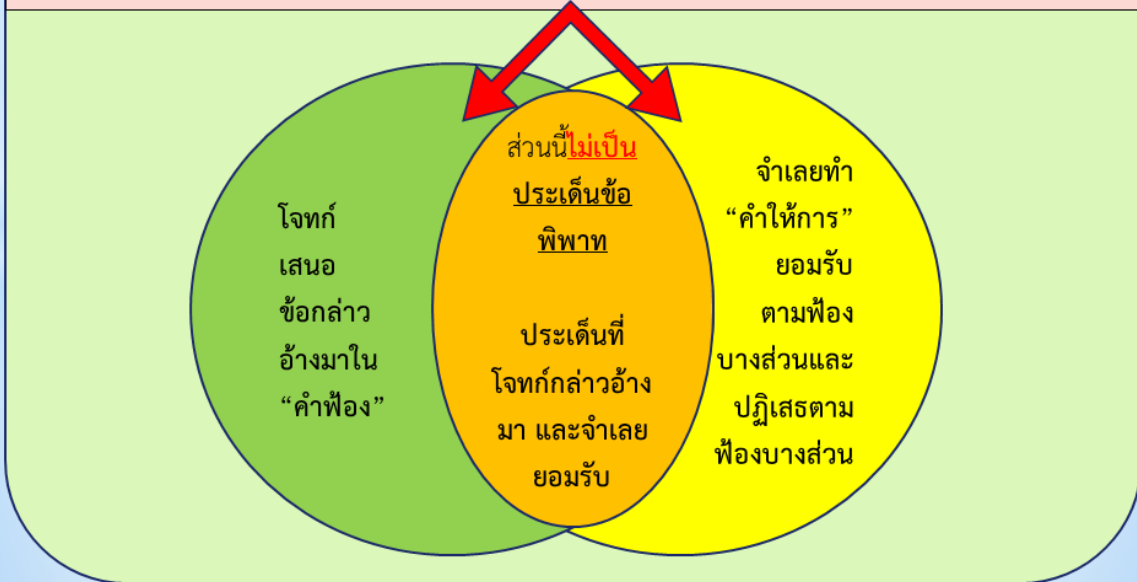 โจทก์
เสนอ
ข้อกล่าว
อ้างมาใน
“คำฟ้อง”
ส่วนนี้ไม่เป็น
ประเด็นข้อ
พิพาท
ประเด็นที่
โจทก์กล่าวอ้าง
มา และจำเลย
ยอมรับ
จำเลยทำ
“คำให้การ”
ยอมรับ
ตามฟ้อง
บางส่วนและ
ปฏิเสธตาม
ฟ้องบางส่วน